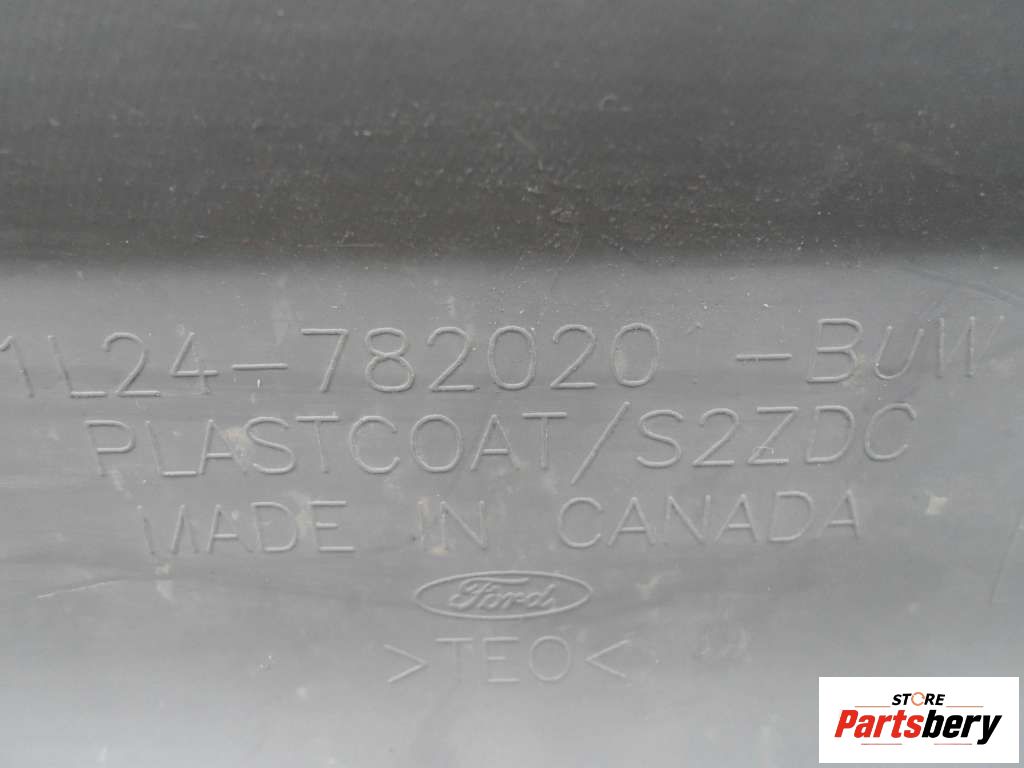 1L24-782020 -BUW
PLASTCOAT/S2ZDC
MADE IN CANADA
Ford
>TEO<
STORE
Partsbery